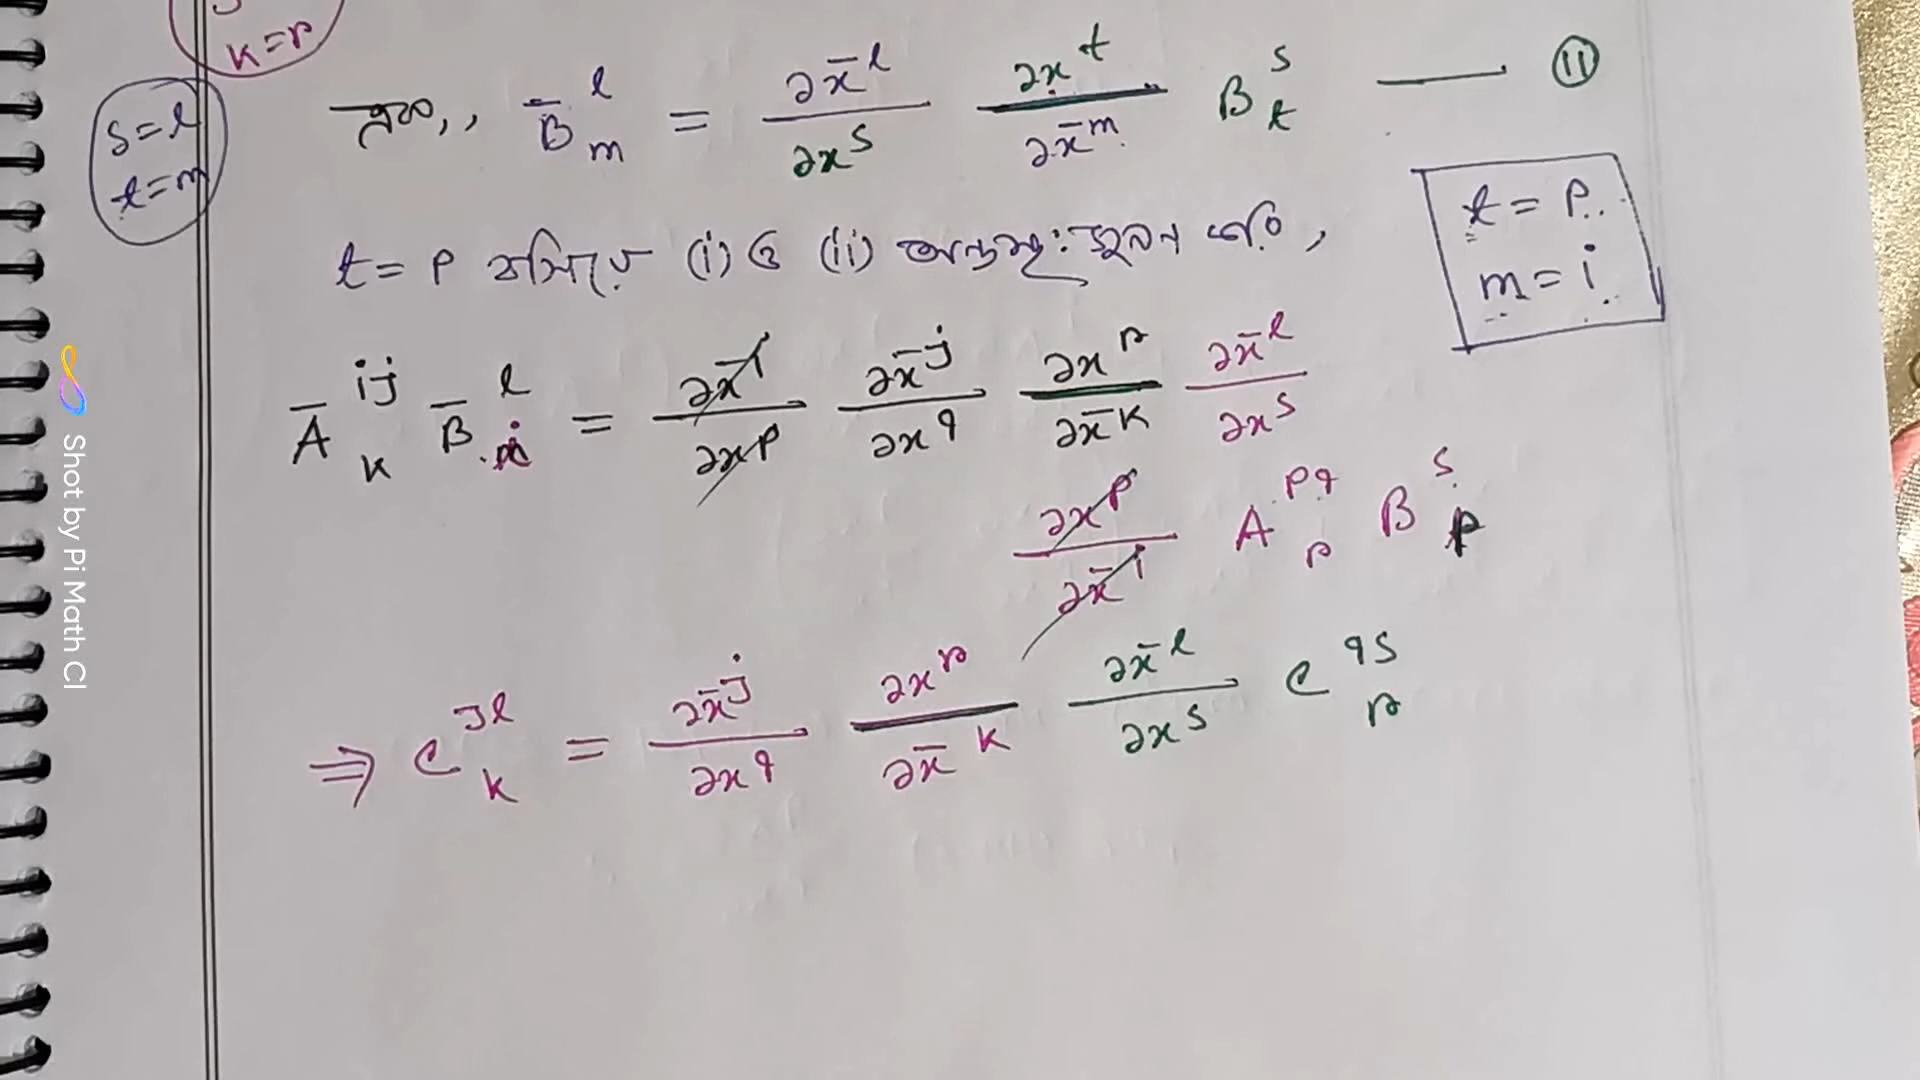 k=r
s=l
t=m
এবং, , B̅^l_m = ∂x̅^l/∂x^s ∂x^t/∂x̅^m B^s_t —— (ii)
t = p বসিয়ে (i) ও (ii) অন্তঃগুণন করি,
t = p.
m = i
A̅^{ij}_k B̅^l_i = ∂x̅^i/∂x^p ∂x̅^j/∂x^q ∂x^r/∂x̅^k ∂x̅^l/∂x^s
∂x^p/∂x̅^i A^{pq}_r B^s_p
⇒ C^{jl}_k = ∂x̅^j/∂x^q ∂x^r/∂x̅^k ∂x̅^l/∂x^s C^{qs}_r
Shot by Pi Math Cl